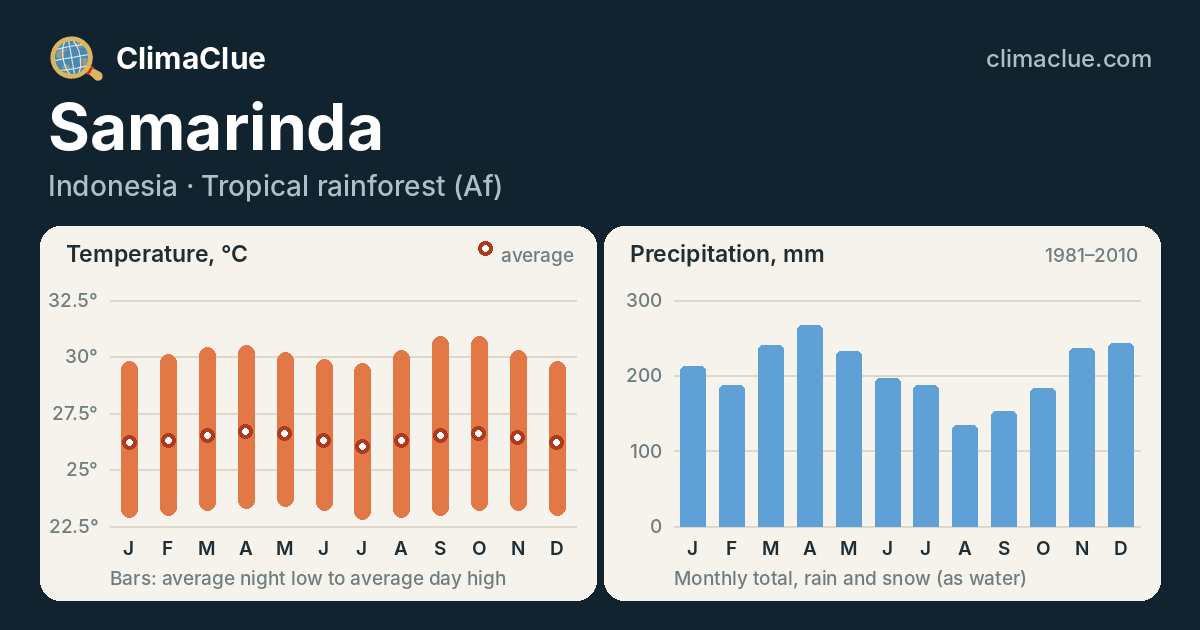 ClimaClue
climaclue.com
Samarinda
Indonesia · Tropical rainforest (Af)
Temperature, °C
average
32.5°
30°
27.5°
25°
22.5°
J F M A M J J A S O N D
Bars: average night low to average day high
Precipitation, mm
1981–2010
300
200
100
0
J F M A M J J A S O N D
Monthly total, rain and snow (as water)